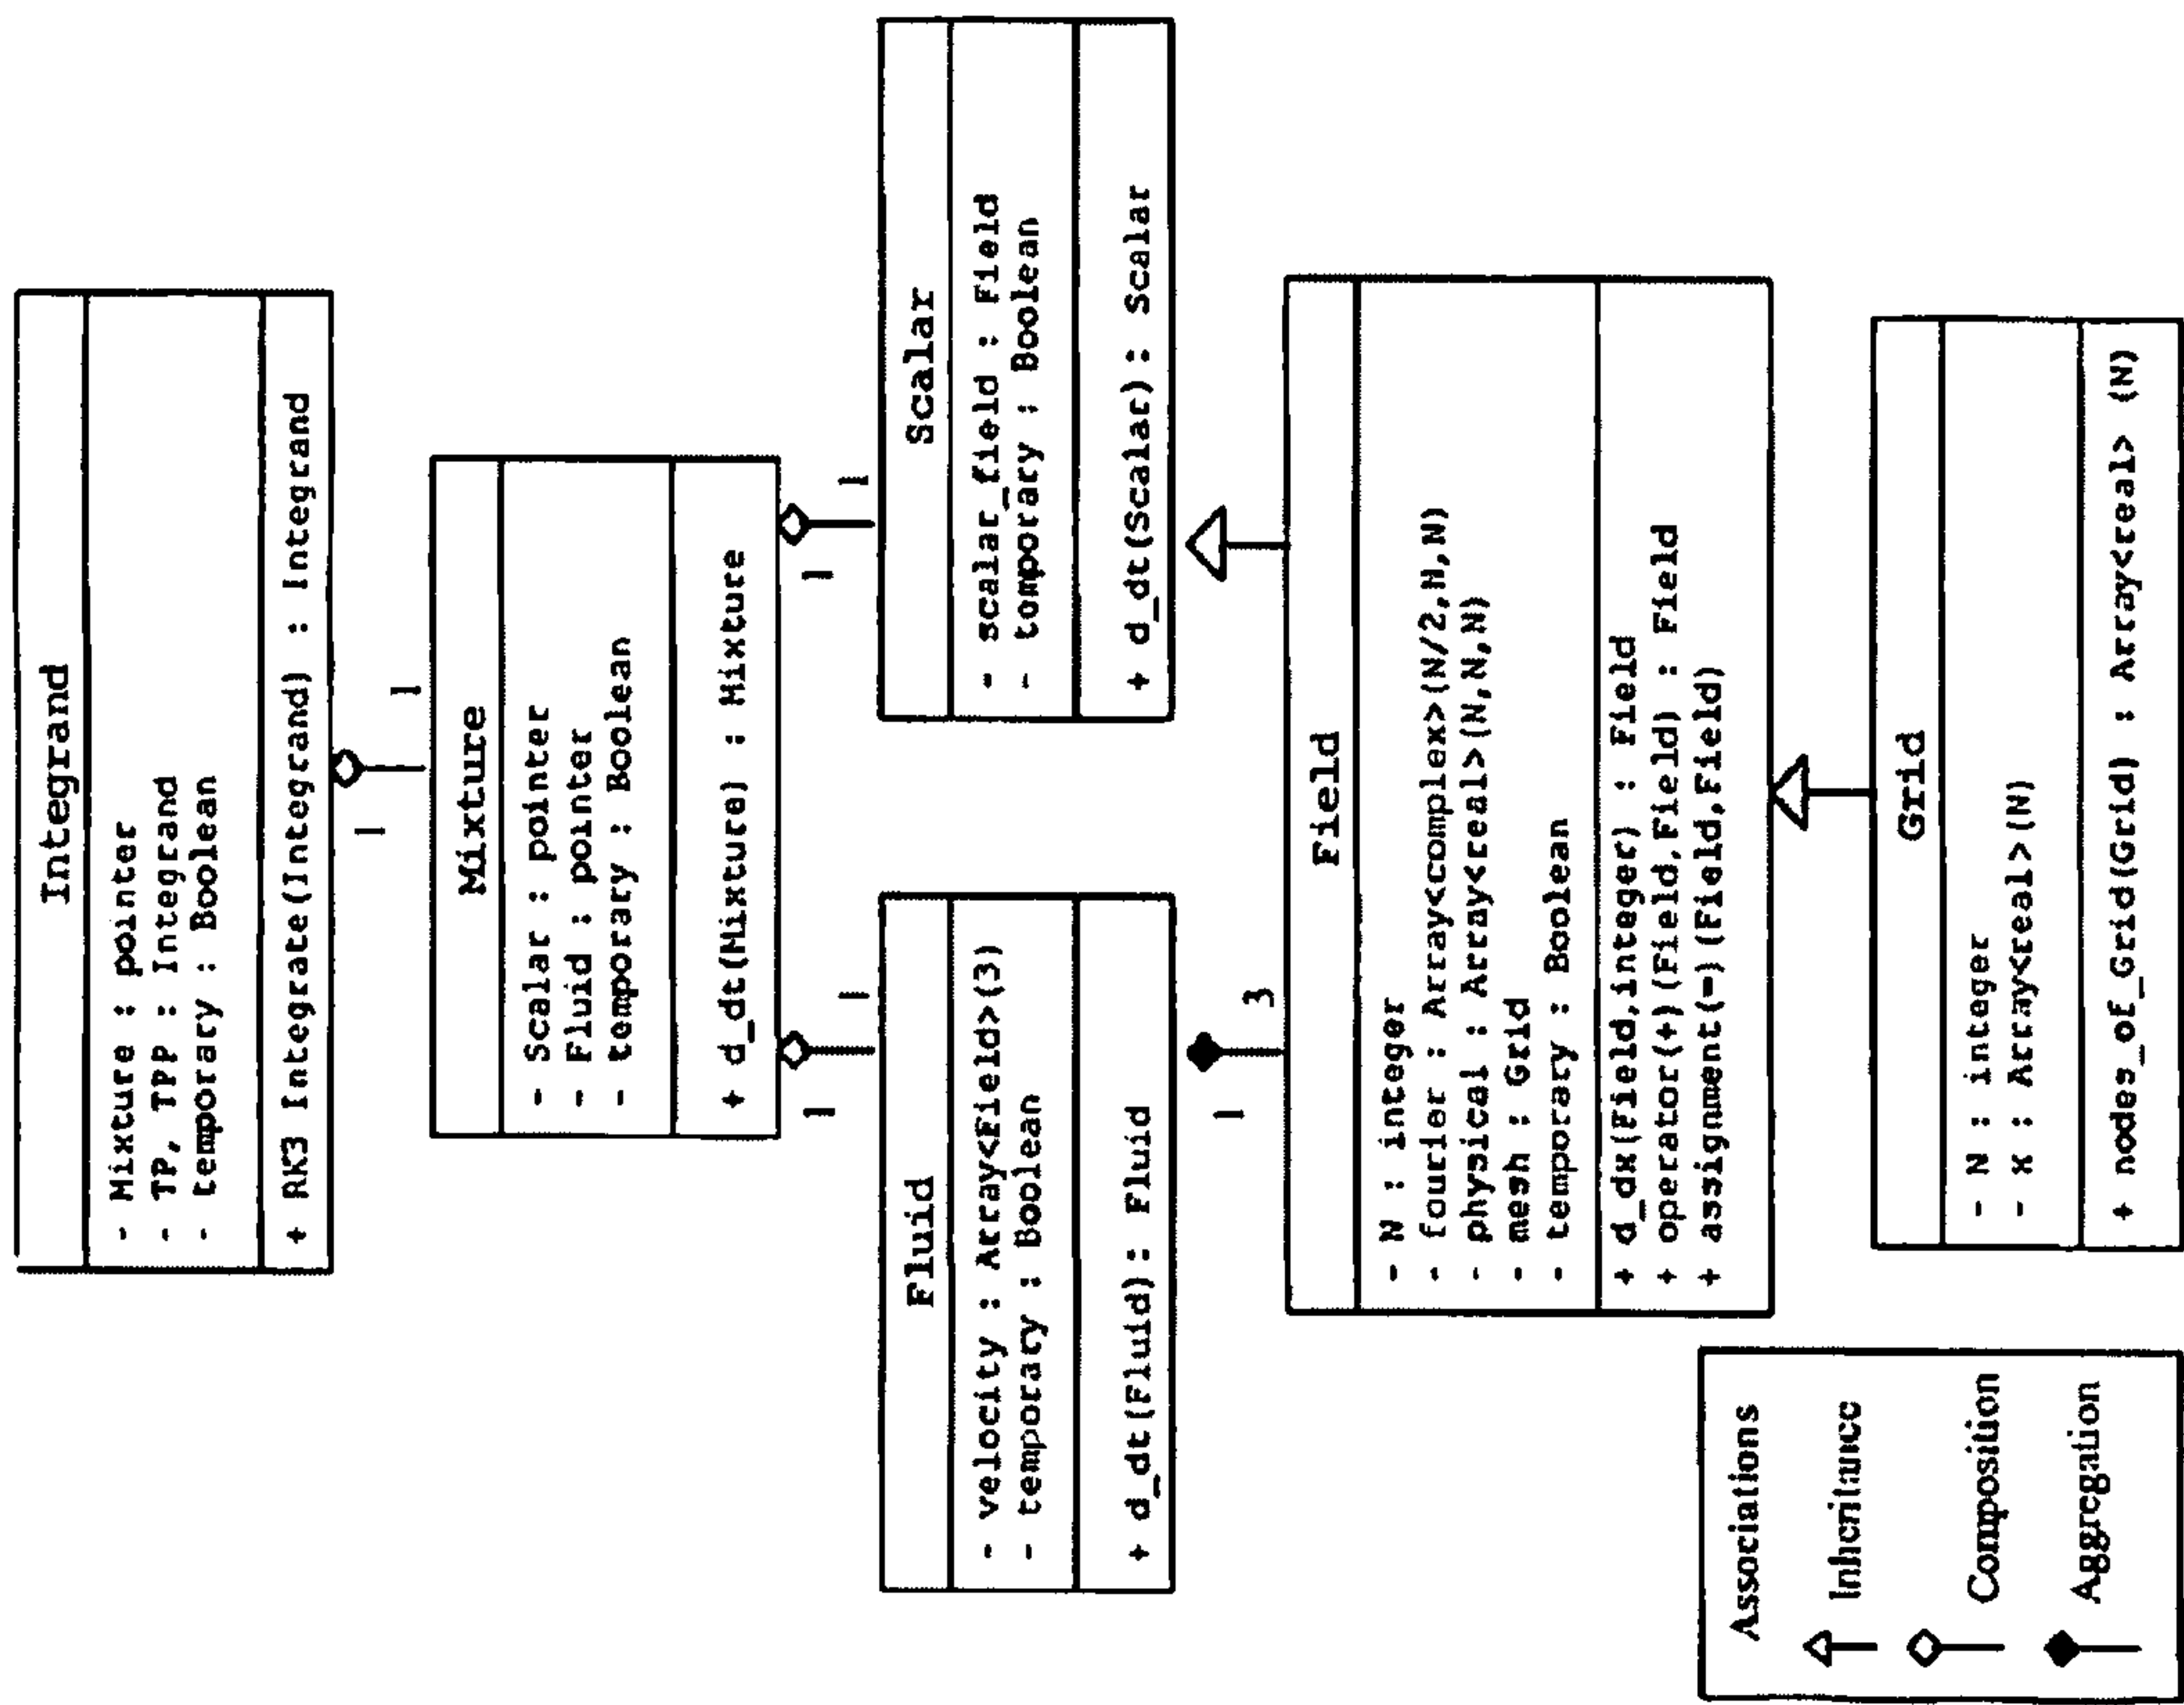 Integrand
- Mixture : pointer
- TP, TPP : Integrand
- temporary : Boolean
+ RK3 Integrate(Integrand) : Integrand
1
1
Mixture
- Scalar : pointer
- Fluid : pointer
- temporary : Boolean
+ d_dt(Mixture) : Mixture
1
1
1
1
Fluid
- velocity : Array<Field>(3)
- temporary : Boolean
+ d_dt(Fluid): Fluid
Scalar
- scalar_field : Field
- temporary : Boolean
+ d_dt(Scalar): Scalar
1
3
Field
- N : integer
- fourier : Array<complex>(N/2,N,N)
- physical : Array<real>(N,N,N)
- mesh : Grid
- temporary : Boolean
+ d_dx(Field,integer) : Field
+ operator(+)(Field,Field) : Field
+ assignment(=)(Field,Field)
Grid
- N : integer
- X : Array<real>(N)
+ nodes_of_Grid(Grid) : Array<real> (N)
Associations
Inheritance
Composition
Aggregation